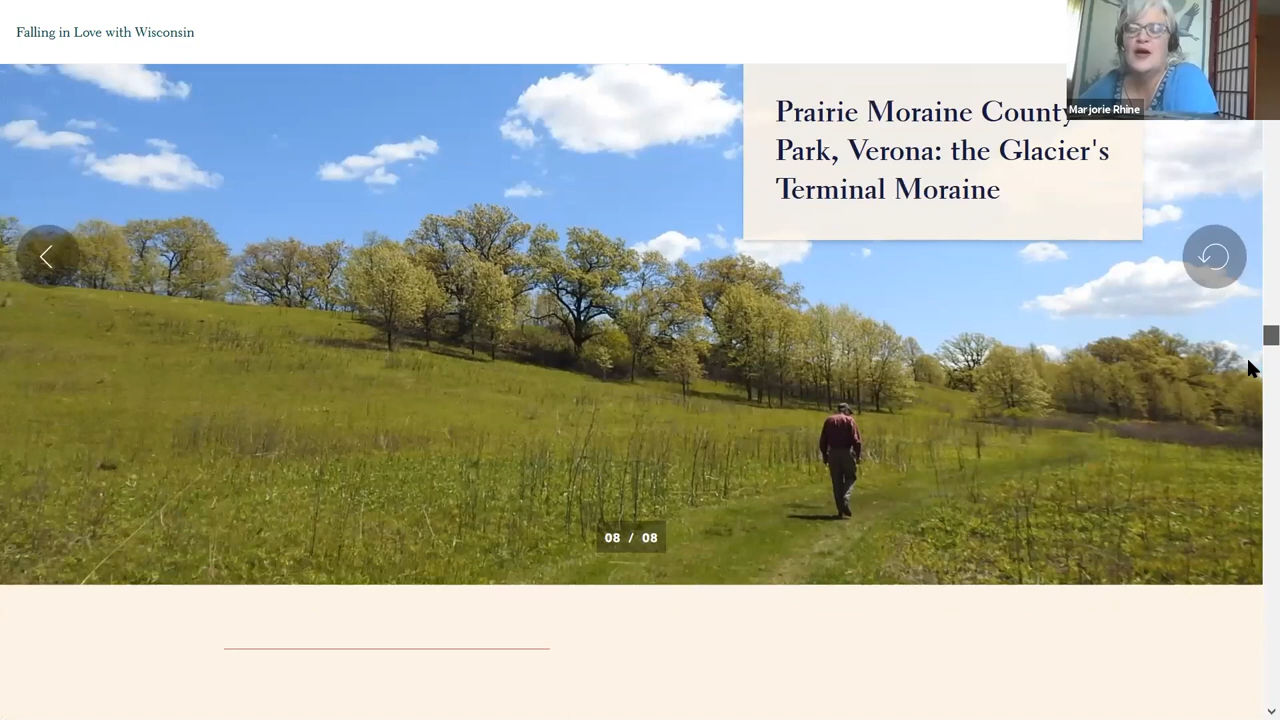 Falling in Love with Wisconsin
Marjorie Rhine
Prairie Moraine County
Park, Verona: the Glacier's
Terminal Moraine
08 / 08